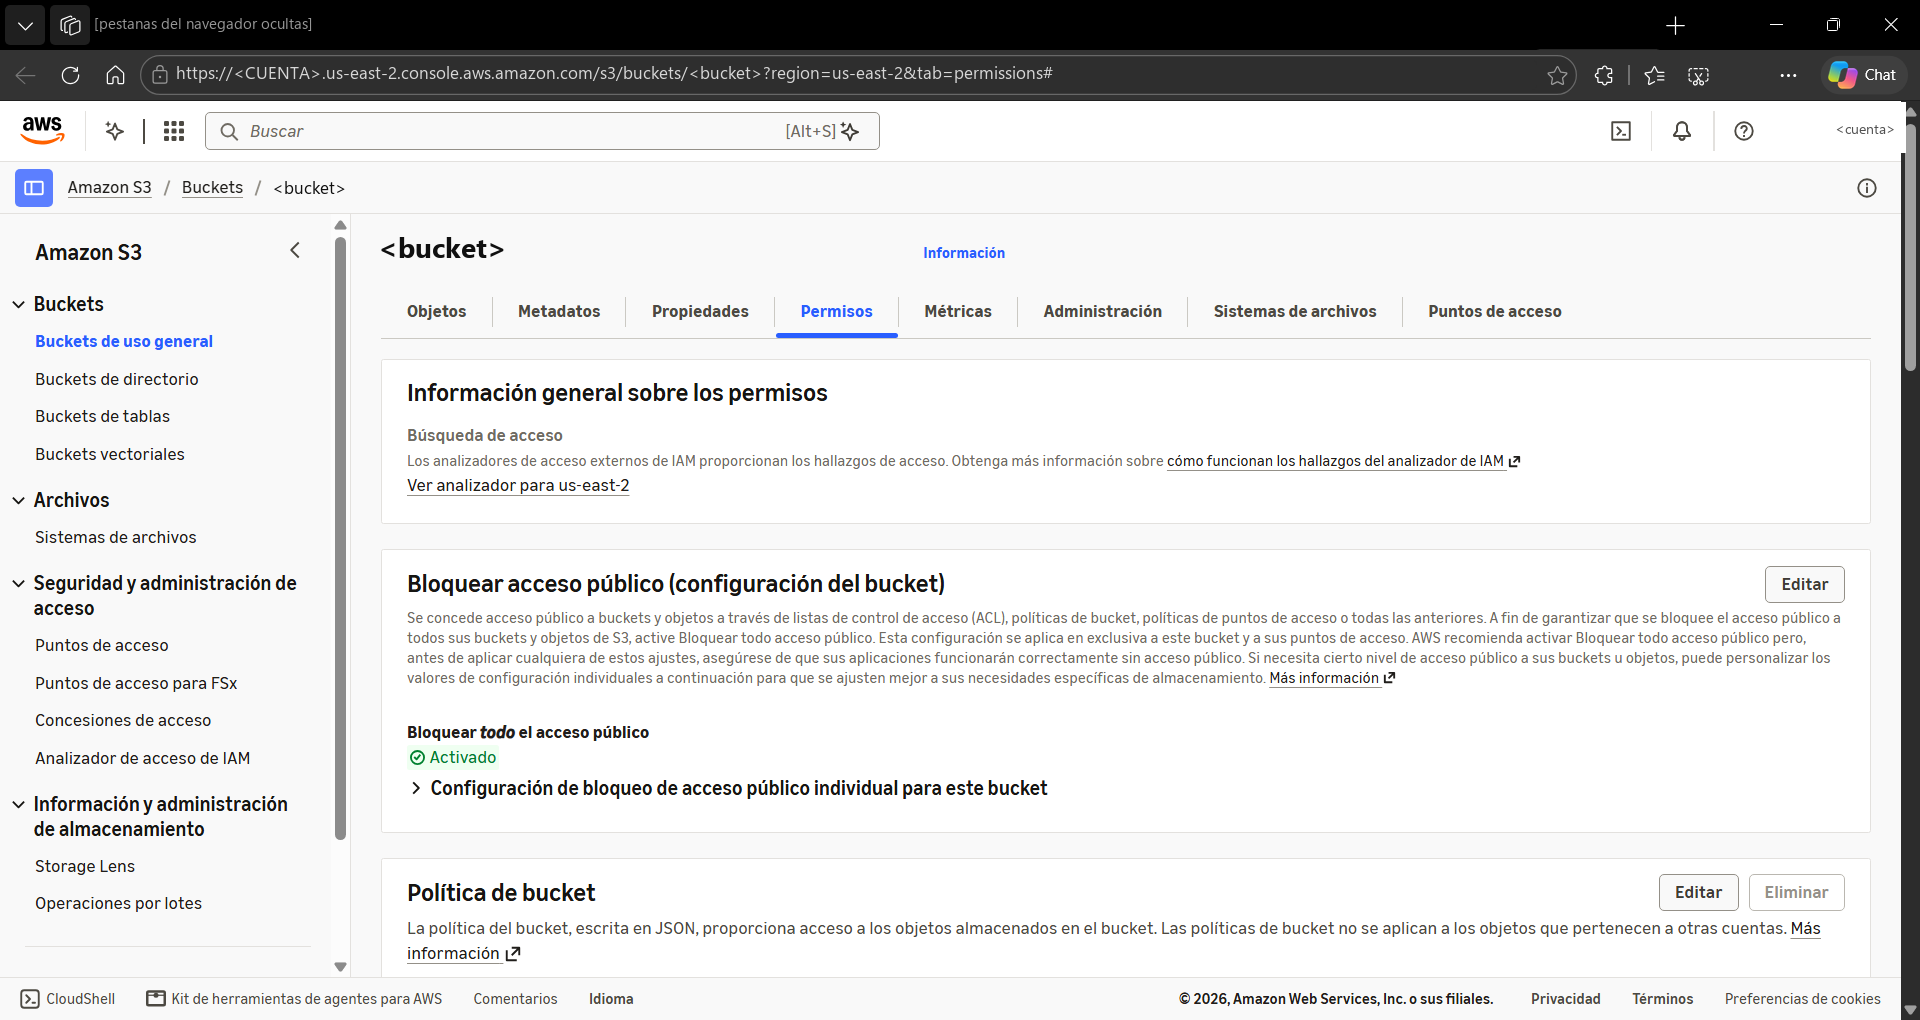 [pestanas del navegador ocultas]
https://<CUENTA>.us-east-2.console.aws.amazon.com/s3/buckets/<bucket>?region=us-east-2&tab=permissions#
Chat
aws
Buscar
[Alt+S]
<cuenta>
Amazon S3 / Buckets / <bucket>
Amazon S3
Buckets
Buckets de uso general
Buckets de directorio
Buckets de tablas
Buckets vectoriales
Archivos
Sistemas de archivos
Seguridad y administración de
acceso
Puntos de acceso
Puntos de acceso para FSx
Concesiones de acceso
Analizador de acceso de IAM
Información y administración
de almacenamiento
Storage Lens
Operaciones por lotes
<bucket>
Información
Objetos
Metadatos
Propiedades
Permisos
Métricas
Administración
Sistemas de archivos
Puntos de acceso
Información general sobre los permisos
Búsqueda de acceso
Los analizadores de acceso externos de IAM proporcionan los hallazgos de acceso. Obtenga más información sobre cómo funcionan los hallazgos del analizador de IAM
Ver analizador para us-east-2
Bloquear acceso público (configuración del bucket)
Editar
Se concede acceso público a buckets y objetos a través de listas de control de acceso (ACL), políticas de bucket, políticas de puntos de acceso o todas las anteriores. A fin de garantizar que se bloquee el acceso público a
todos sus buckets y objetos de S3, active Bloquear todo acceso público. Esta configuración se aplica en exclusiva a este bucket y a sus puntos de acceso. AWS recomienda activar Bloquear todo acceso público pero,
antes de aplicar cualquiera de estos ajustes, asegúrese de que sus aplicaciones funcionarán correctamente sin acceso público. Si necesita cierto nivel de acceso público a sus buckets u objetos, puede personalizar los
valores de configuración individuales a continuación para que se ajusten mejor a sus necesidades específicas de almacenamiento. Más información
Bloquear todo el acceso público
Activado
Configuración de bloqueo de acceso público individual para este bucket
Política de bucket
Editar
Eliminar
La política del bucket, escrita en JSON, proporciona acceso a los objetos almacenados en el bucket. Las políticas de bucket no se aplican a los objetos que pertenecen a otras cuentas. Más
información
CloudShell
Kit de herramientas de agentes para AWS
Comentarios
Idioma
© 2026, Amazon Web Services, Inc. o sus filiales.
Privacidad
Términos
Preferencias de cookies